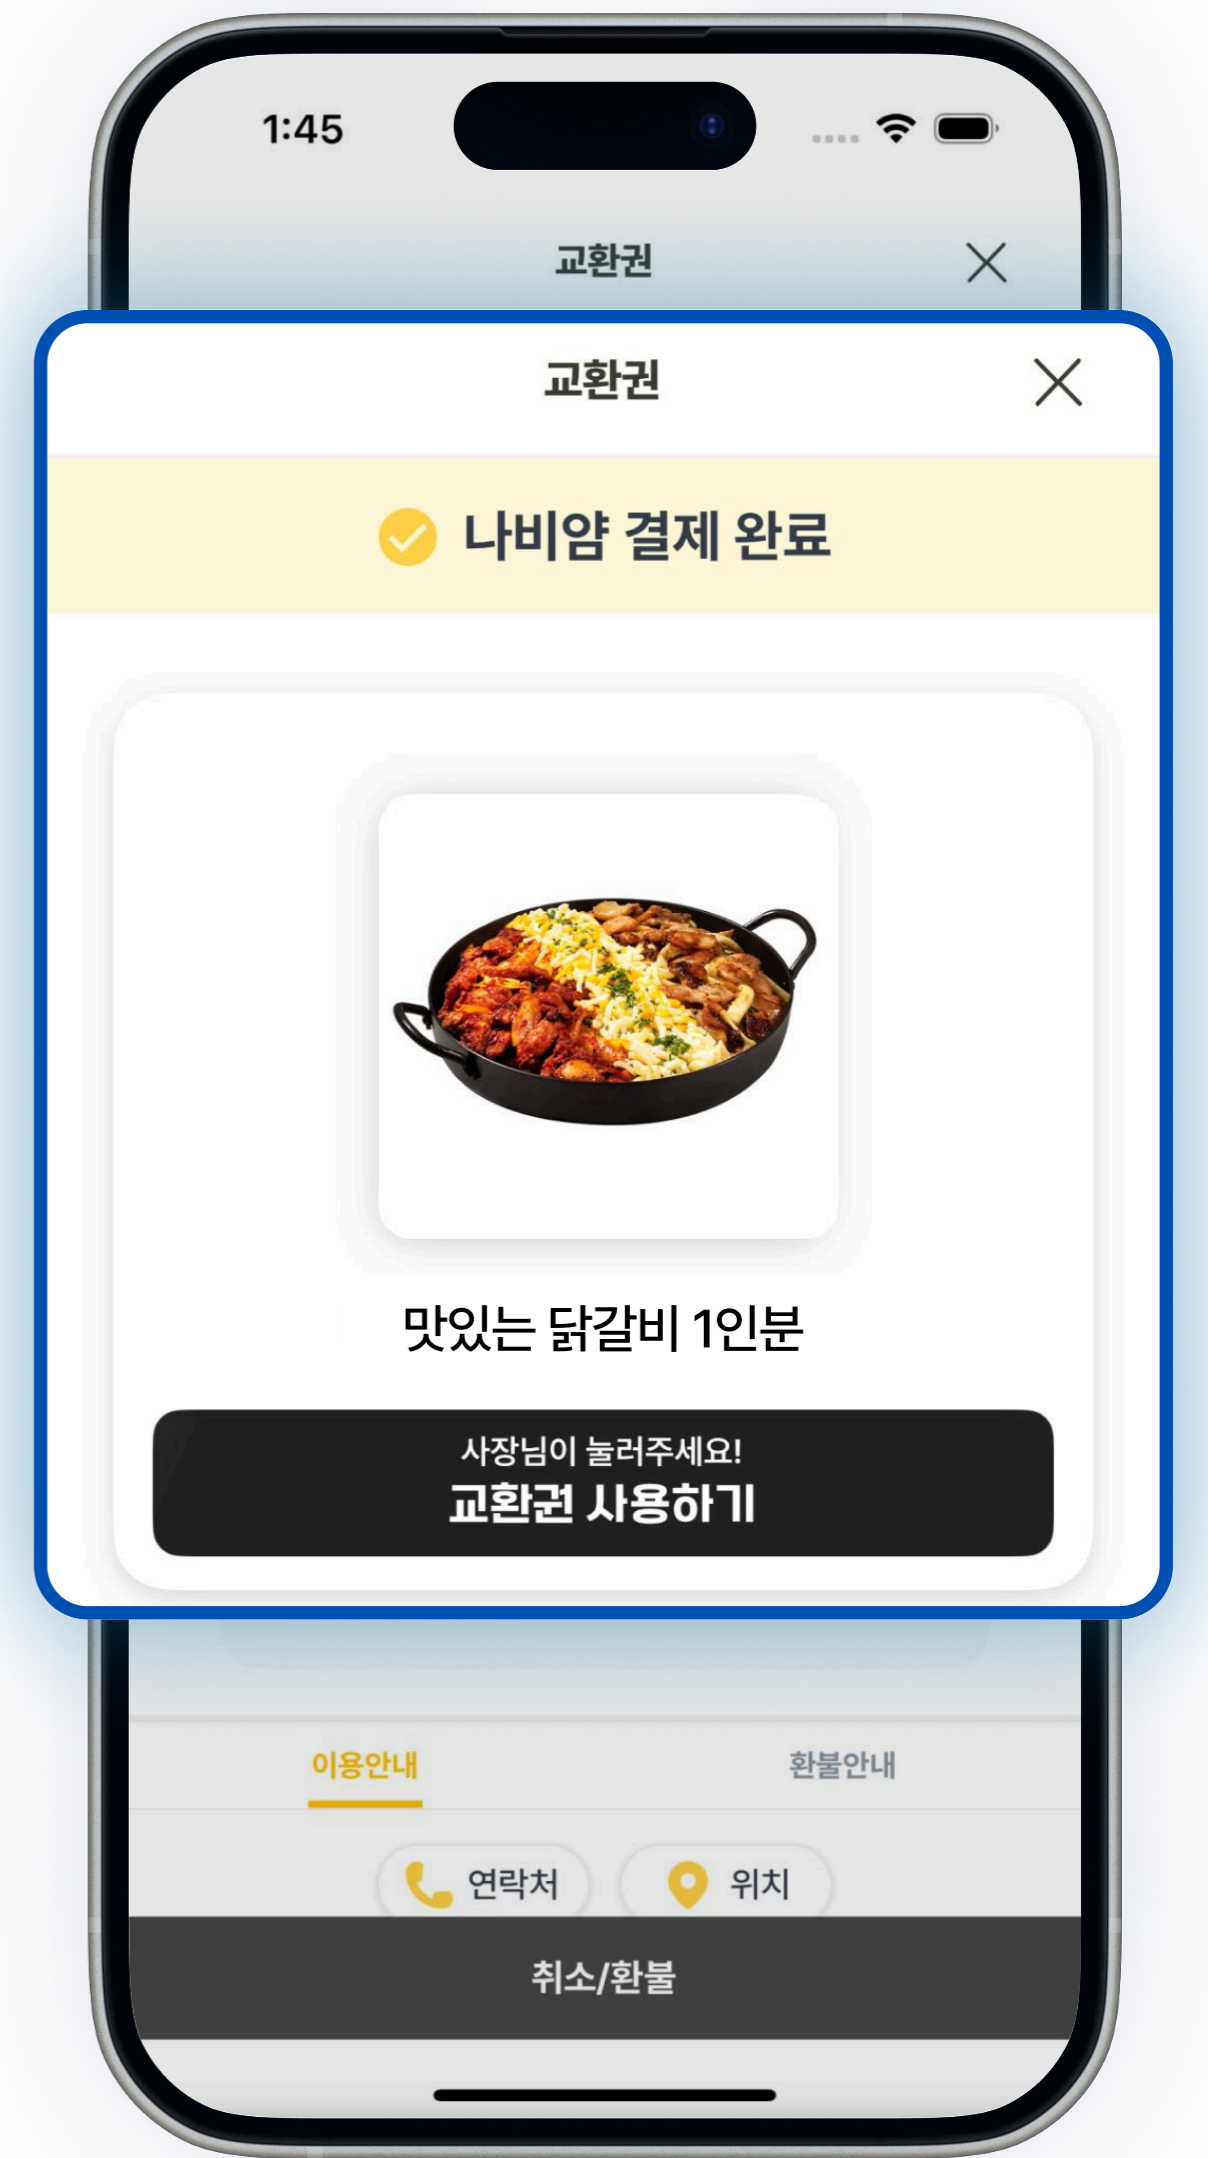 1:45
교환권
교환권
나비얌 결제 완료
맛있는 닭갈비 1인분
사장님이 눌러주세요!
교환권 사용하기
이용안내
환불안내
연락처
위치
취소/환불